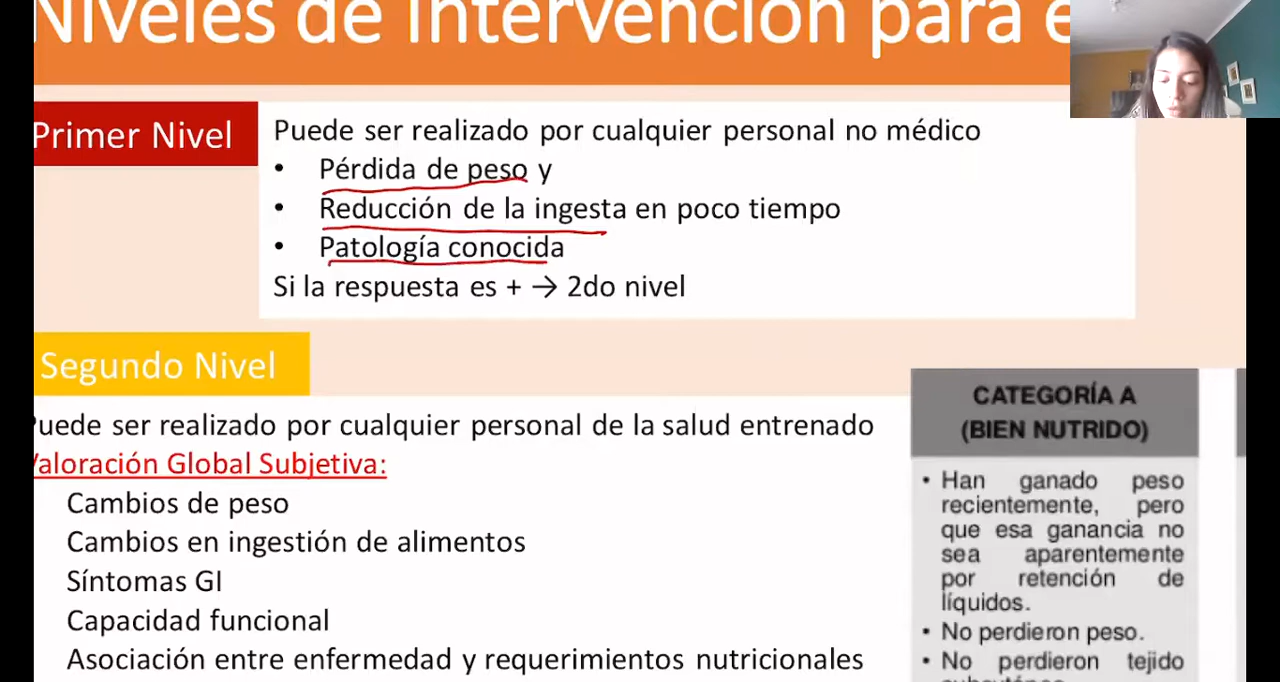 Niveles de Intervención para e
Primer Nivel
Puede ser realizado por cualquier personal no médico
• Pérdida de peso y
• Reducción de la ingesta en poco tiempo
• Patología conocida
Si la respuesta es + → 2do nivel
Segundo Nivel
Puede ser realizado por cualquier personal de la salud entrenado
Valoración Global Subjetiva:
Cambios de peso
Cambios en ingestión de alimentos
Síntomas GI
Capacidad funcional
Asociación entre enfermedad y requerimientos nutricionales
CATEGORÍA A
(BIEN NUTRIDO)
• Han ganado peso
recientemente, pero
que esa ganancia no
sea aparentemente
por retención de
líquidos.
• No perdieron peso.
• No perdieron tejido